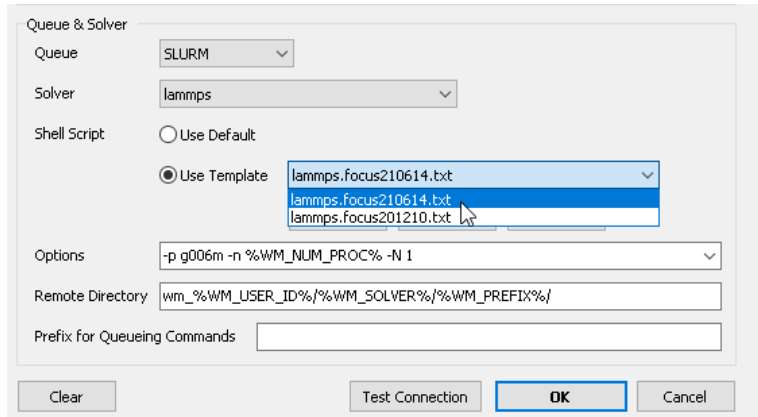 Queue & Solver
Queue SLURM
Solver lammps
Shell Script Use Default
Use Template lammps.focus210614.txt
lammps.focus210614.txt
lammps.focus201210.txt
Options -p g006m -n %WM_NUM_PROC% -N 1
Remote Directory wm_%WM_USER_ID%/%WM_SOLVER%/%WM_PREFIX%/
Prefix for Queueing Commands
Clear Test Connection OK Cancel